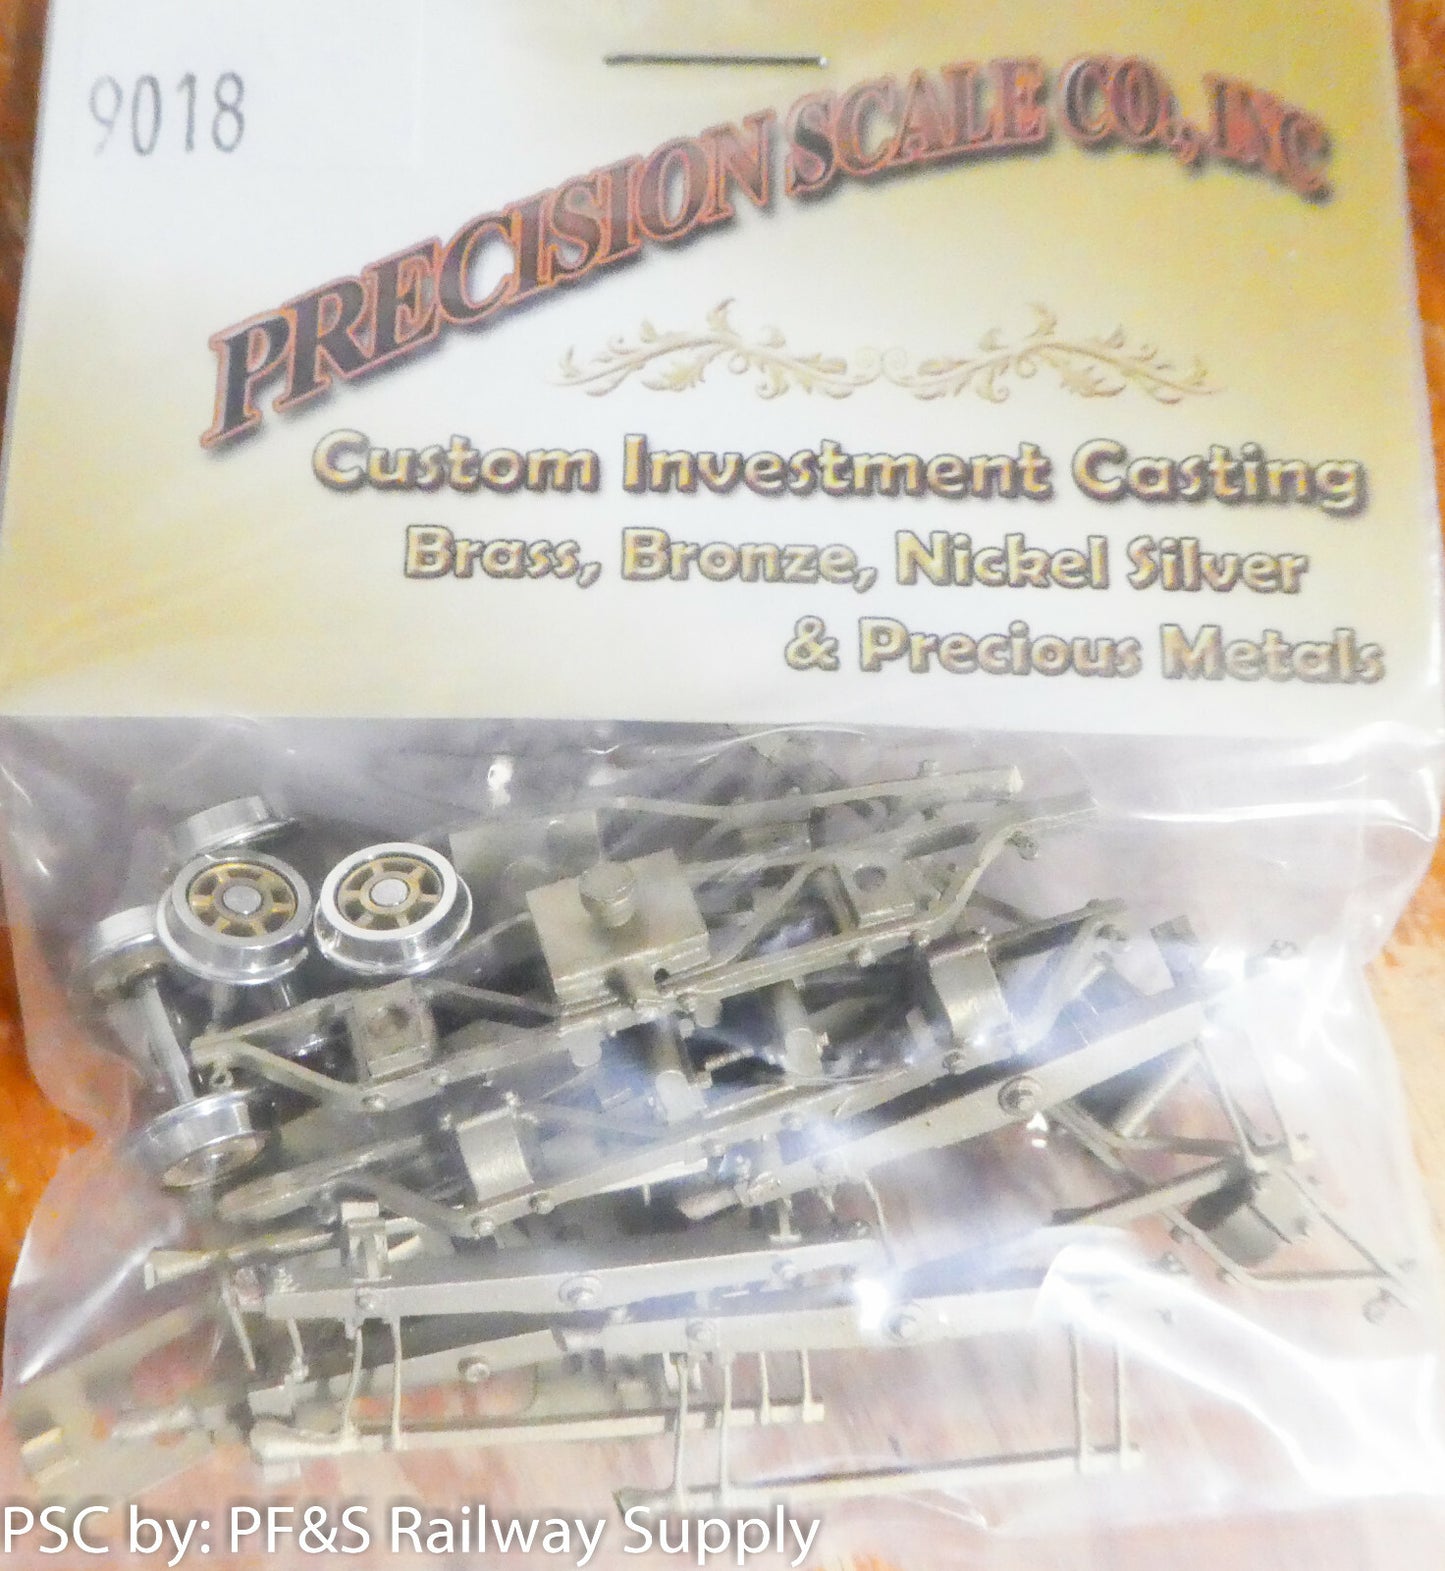 9018
PRECISION SCALE CO., INC.
Custom Investment Casting
Brass, Bronze, Nickel Silver
& Precious Metals
PSC by: PF&S Railway Supply